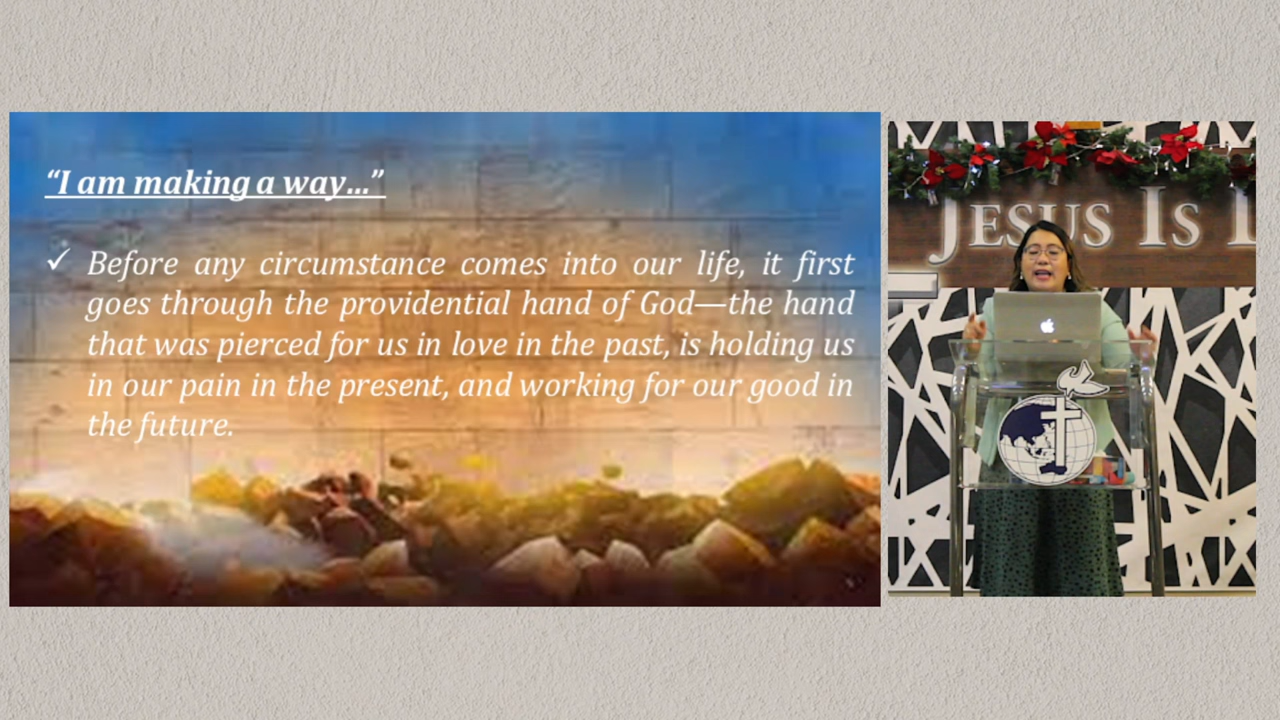 “I am making a way...”
✓ Before any circumstance comes into our life, it first
goes through the providential hand of God—the hand
that was pierced for us in love in the past, is holding us
in our pain in the present, and working for our good in
the future.
JESUS IS